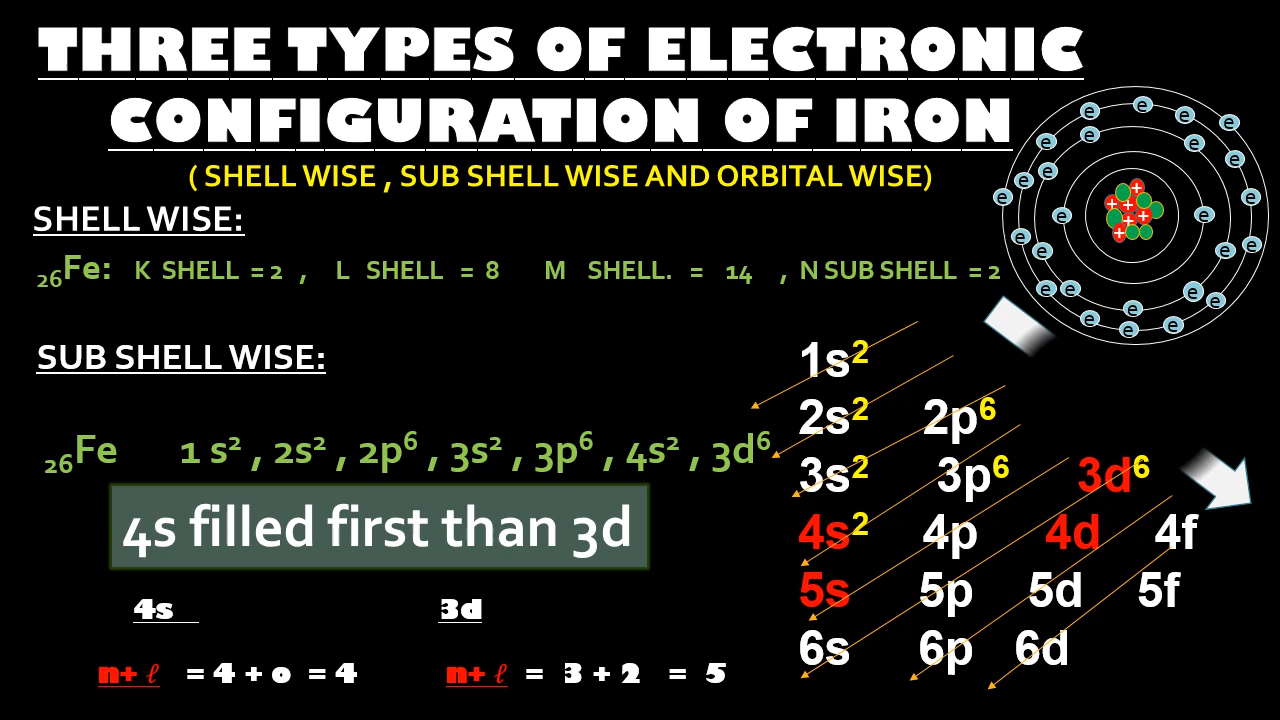 THREE TYPES OF ELECTRONIC
CONFIGURATION OF IRON
( SHELL WISE , SUB SHELL WISE AND ORBITAL WISE)
SHELL WISE:
₂₆Fe: K SHELL = 2 , L SHELL = 8 M SHELL. = 14 , N SUB SHELL = 2
SUB SHELL WISE:
₂₆Fe 1 s² , 2s² , 2p⁶ , 3s² , 3p⁶ , 4s² , 3d⁶
4s filled first than 3d
4s 3d
n+ ℓ = 4 + 0 = 4 n+ ℓ = 3 + 2 = 5
1s²
2s² 2p⁶
3s² 3p⁶ 3d⁶
4s² 4p 4d 4f
5s 5p 5d 5f
6s 6p 6d
e e e e
e e e e
e e e
e e e e
e e e e
e e e e
e e e
+ + + + + +